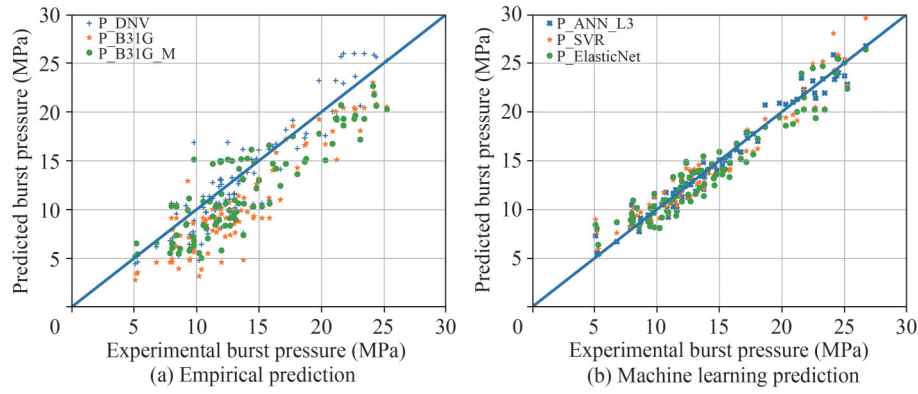 30
25
20
15
10
5
0
5
10
15
20
25
30
Predicted burst pressure (MPa)
P_DNV
P_B31G
P_B31G_M
Experimental burst pressure (MPa)
(a) Empirical prediction
30
25
20
15
10
5
0
5
10
15
20
25
30
Predicted burst pressure (MPa)
P_ANN_L3
P_SVR
P_ElasticNet
Experimental burst pressure (MPa)
(b) Machine learning prediction